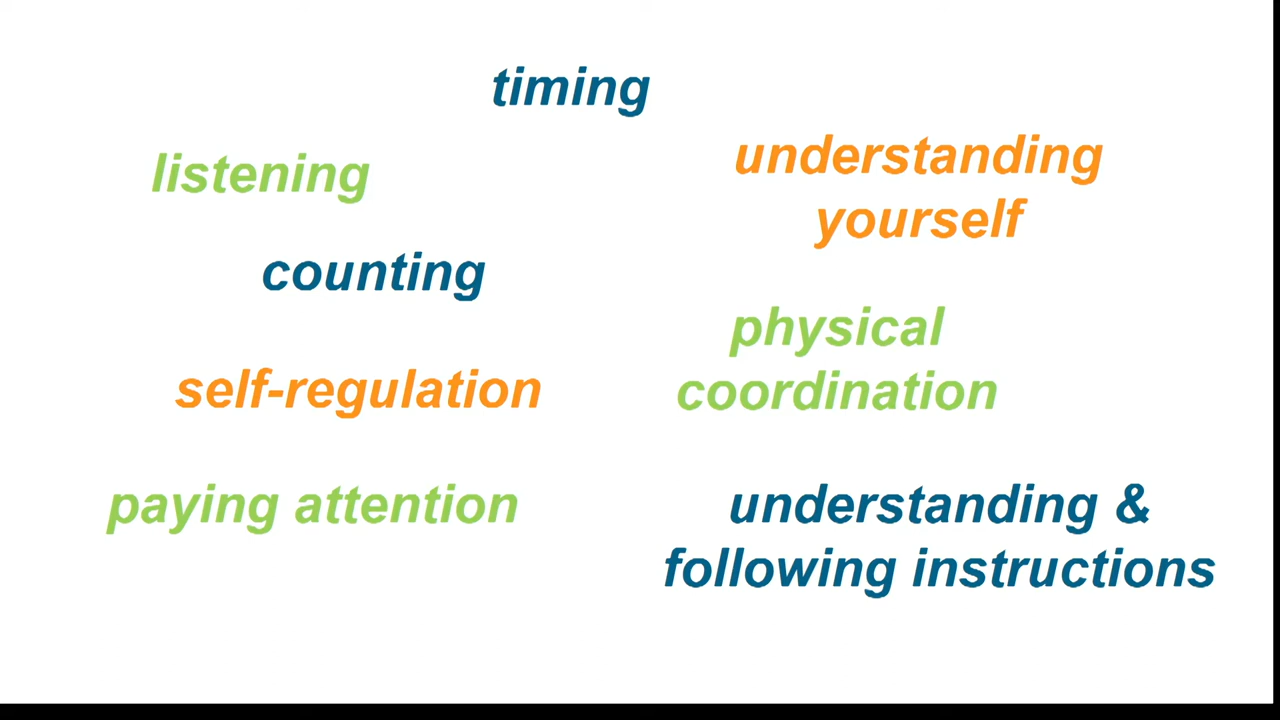 timing
listening
understanding
yourself
counting
physical
coordination
self-regulation
paying attention
understanding &
following instructions